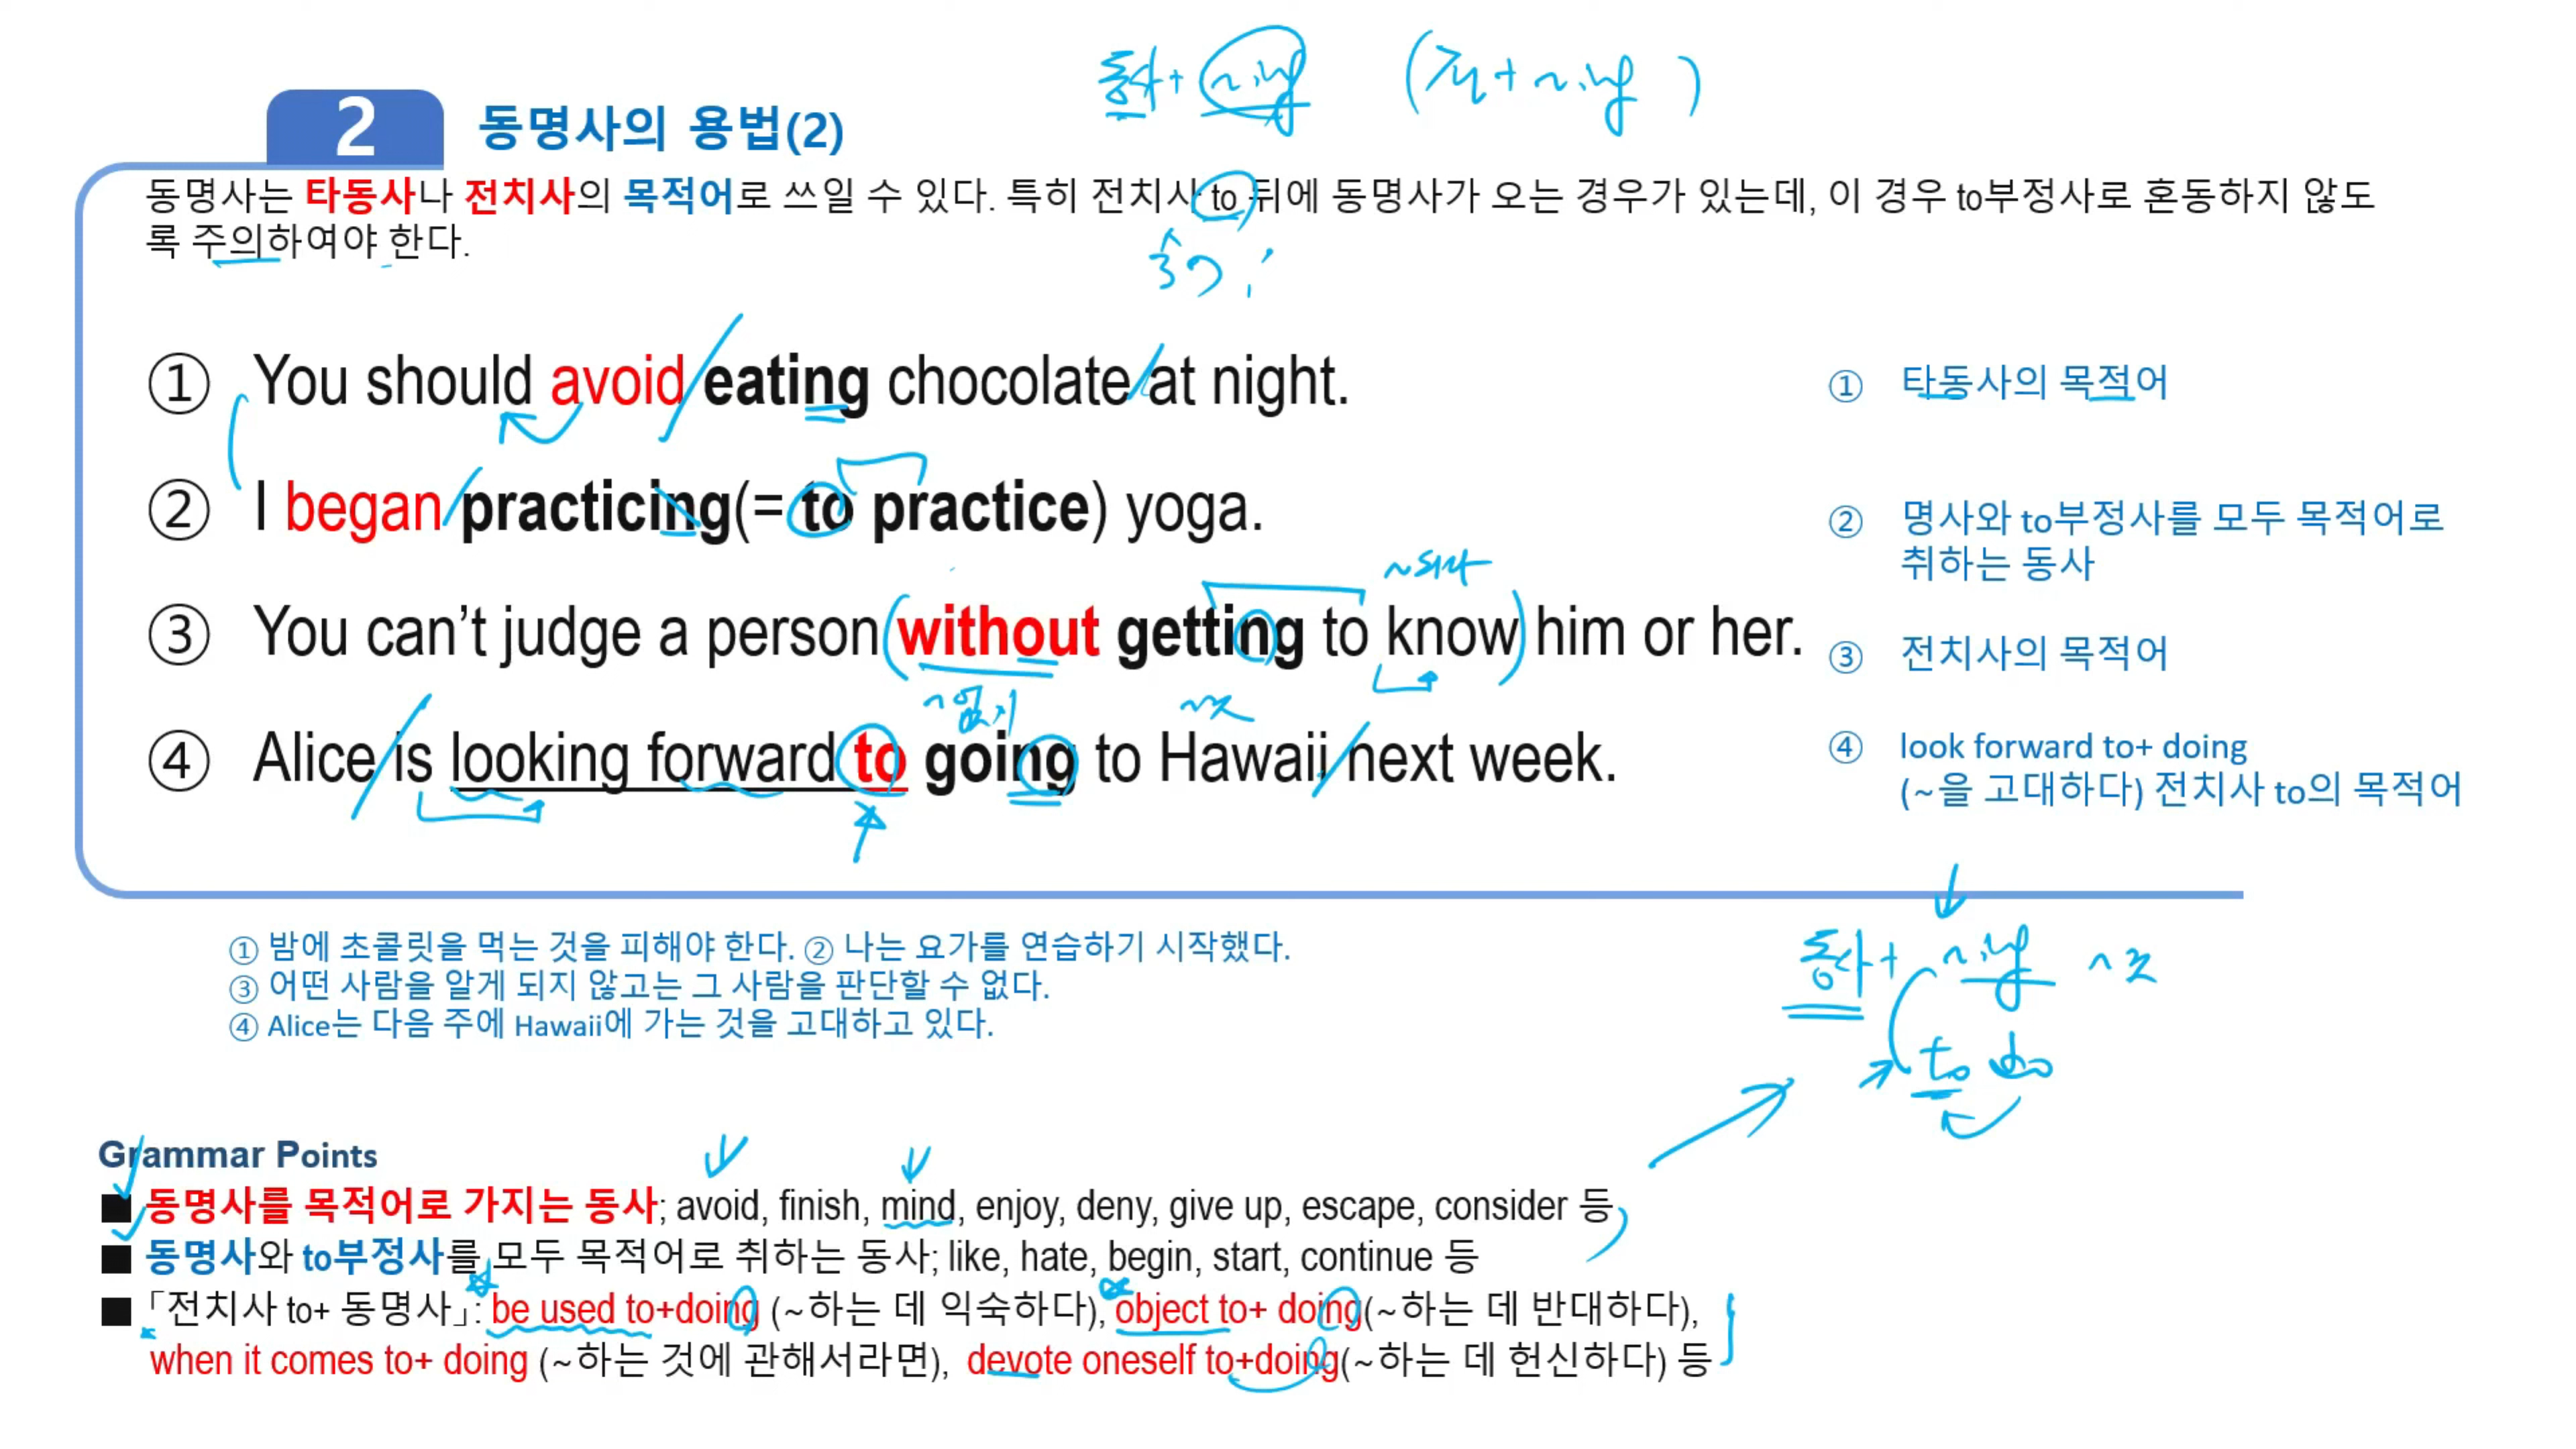 동사+ ~ing (구+ ~ing)
2 동명사의 용법(2)
동명사는 타동사나 전치사의 목적어로 쓰일 수 있다. 특히 전치사 to 뒤에 동명사가 오는 경우가 있는데, 이 경우 to부정사로 혼동하지 않도
록 주의하여야 한다.
① You should avoid eating chocolate at night.
① 타동사의 목적어
② I began practicing(= to practice) yoga.
② 명사와 to부정사를 모두 목적어로
취하는 동사
~되다
③ You can't judge a person without getting to know him or her.
③ 전치사의 목적어
~없이 ~것
④ Alice is looking forward to going to Hawaii next week.
④ look forward to+ doing
(~을 고대하다) 전치사 to의 목적어
① 밤에 초콜릿을 먹는 것을 피해야 한다. ② 나는 요가를 연습하기 시작했다.
③ 어떤 사람을 알게 되지 않고는 그 사람을 판단할 수 없다.
④ Alice는 다음 주에 Hawaii에 가는 것을 고대하고 있다.
동사+ ~ing ~것
to do
Grammar Points
■ 동명사를 목적어로 가지는 동사; avoid, finish, mind, enjoy, deny, give up, escape, consider 등
■ 동명사와 to부정사를 모두 목적어로 취하는 동사; like, hate, begin, start, continue 등
■ 「전치사 to+ 동명사」: be used to+doing (~하는 데 익숙하다), object to+ doing(~하는 데 반대하다),
when it comes to+ doing (~하는 것에 관해서라면), devote oneself to+doing(~하는 데 헌신하다) 등